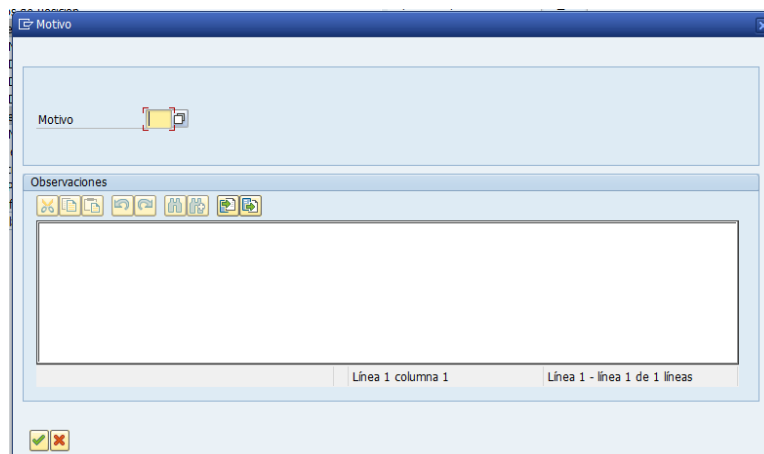 Motivo
Motivo
Observaciones
Línea 1 columna 1
Línea 1 - línea 1 de 1 líneas